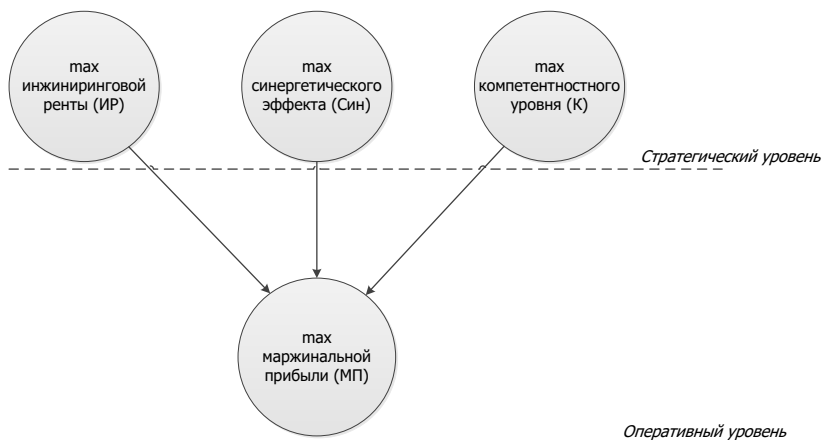 max
инжиниринговой
ренты (ИР)
max
синергетического
эффекта (Син)
max
компетентностного
уровня (К)
Стратегический уровень
max
маржинальной
прибыли (МП)
Оперативный уровень